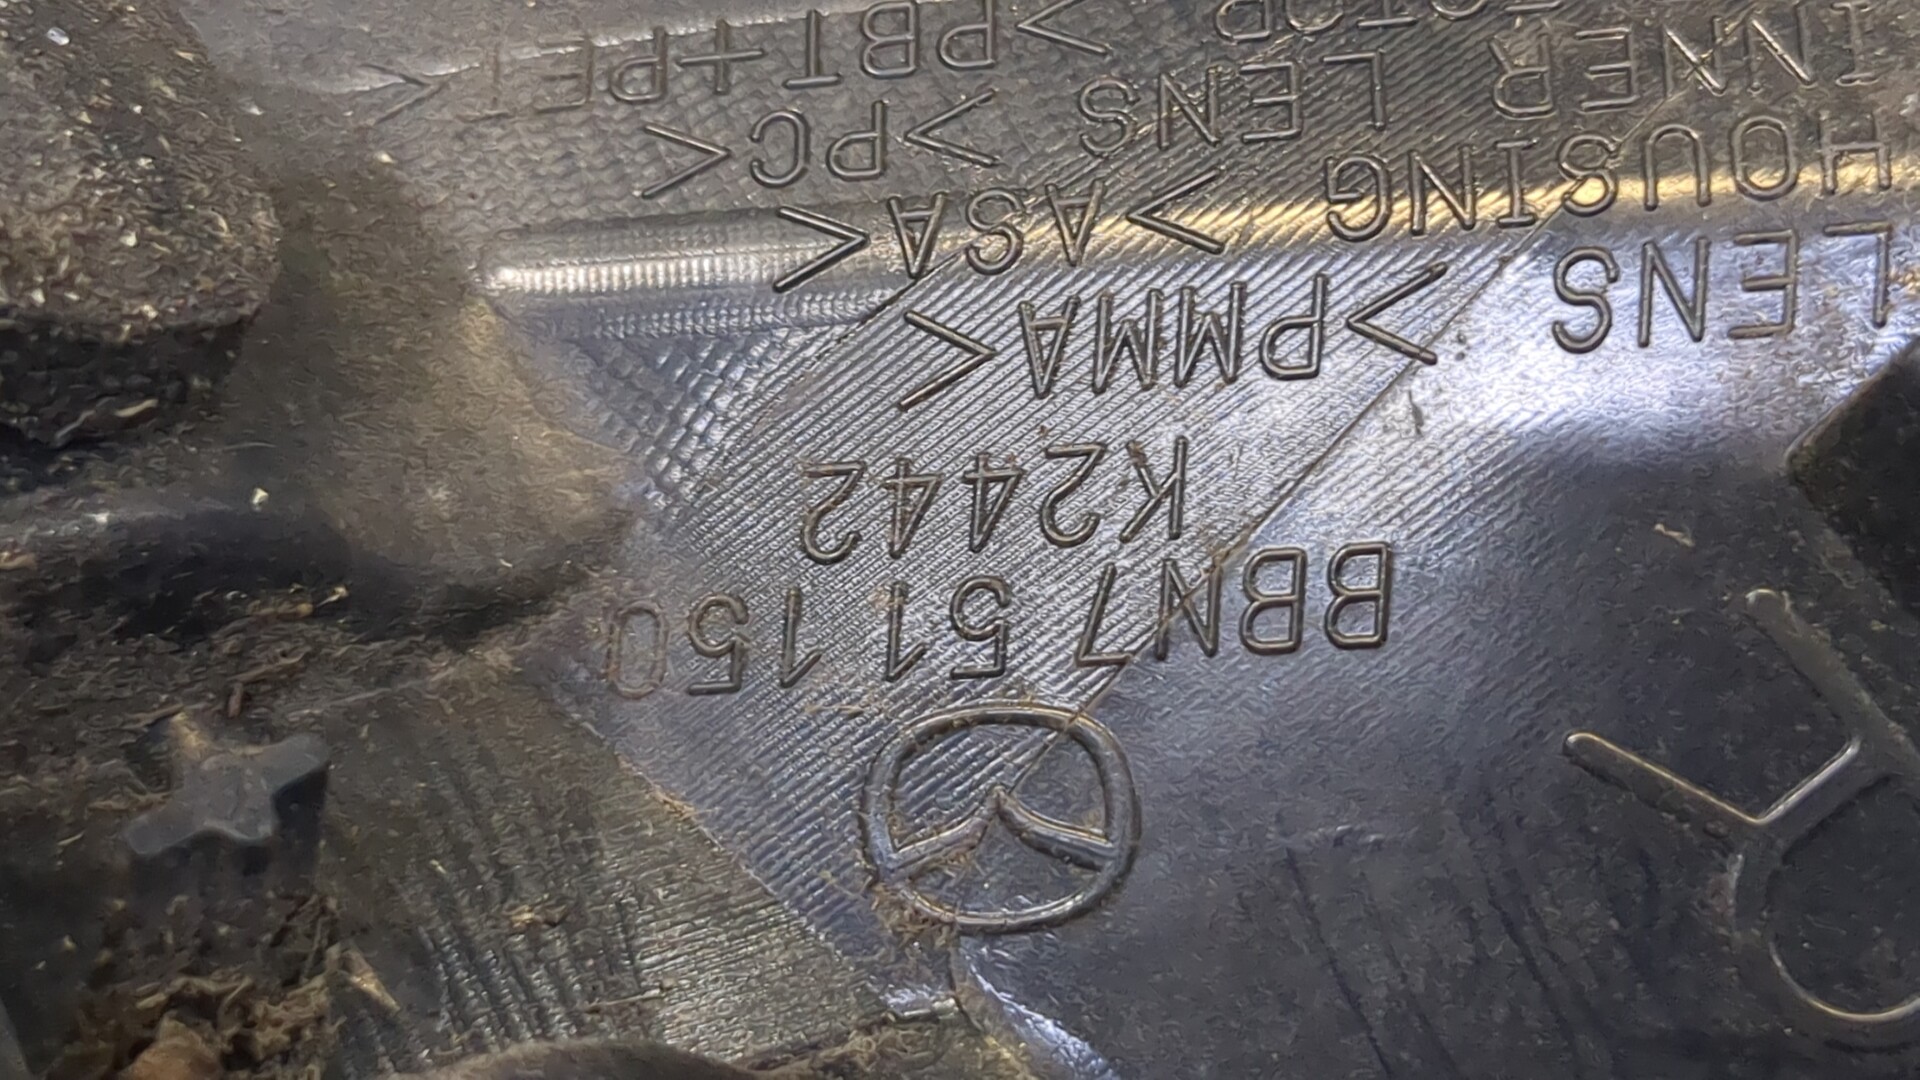 BBN7 51 150
K2442
LENS >PMMA<
HOUSING >ASA<
INNER LENS >PC<
>PBT+PET<